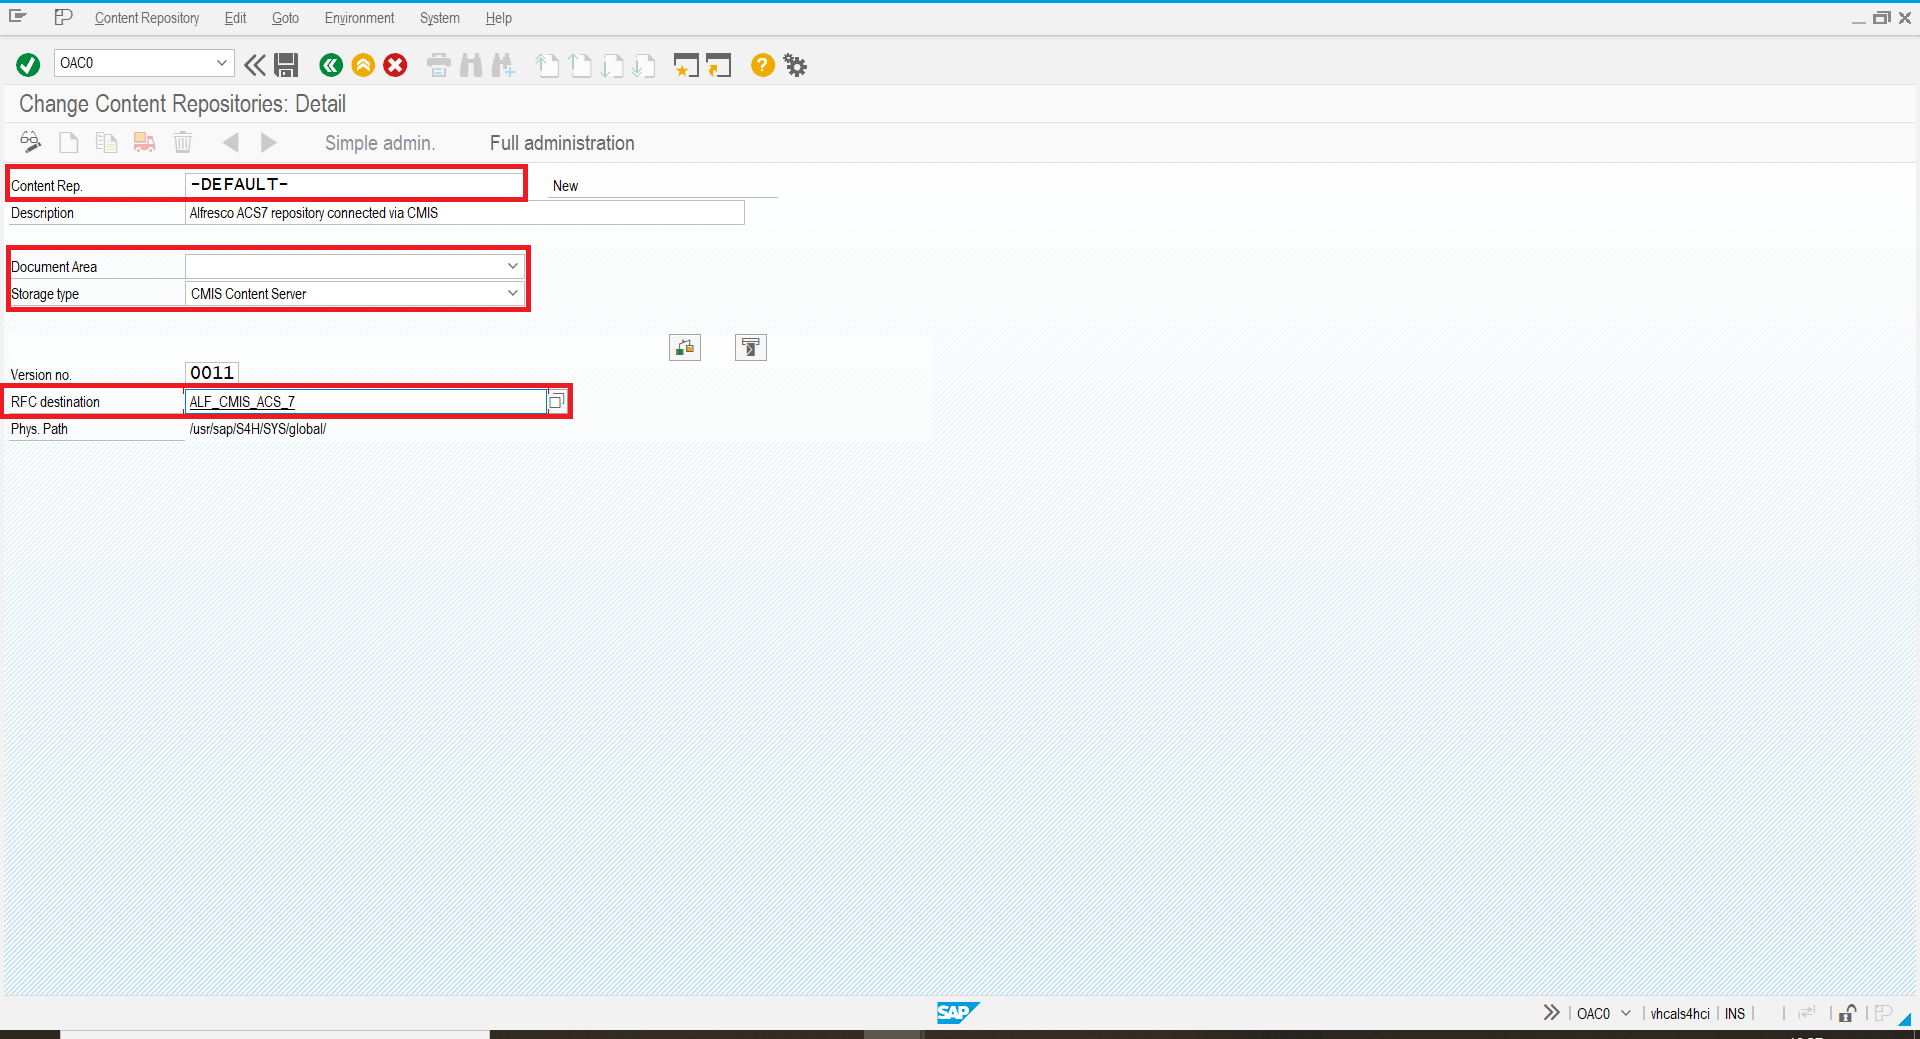 Content Repository Edit Goto Environment System Help
OAC0
Change Content Repositories: Detail
Simple admin. Full administration
Content Rep. -DEFAULT- New
Description Alfresco ACS7 repository connected via CMIS
Document Area
Storage type CMIS Content Server
Version no. 0011
RFC destination ALF_CMIS_ACS_7
Phys. Path /usr/sap/S4H/SYS/global/
SAP OAC0 vhcals4hci INS